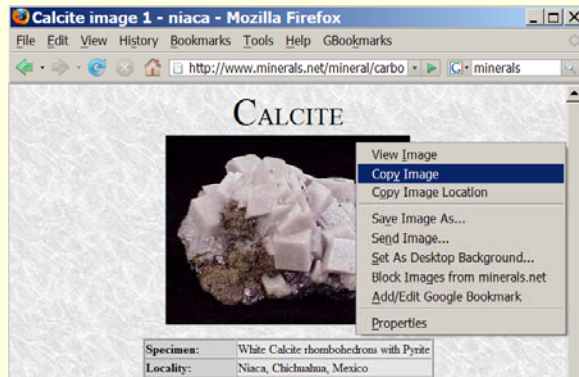 Calcite image 1 - niaca - Mozilla Firefox
File Edit View History Bookmarks Tools Help GBookmarks
http://www.minerals.net/mineral/carbo G minerals
CALCITE
View Image
Copy Image
Copy Image Location
Save Image As...
Send Image...
Set As Desktop Background...
Block Images from minerals.net
Add/Edit Google Bookmark
Properties
Specimen: White Calcite rhombohedrons with Pyrite
Locality: Niaca, Chichuahua, Mexico